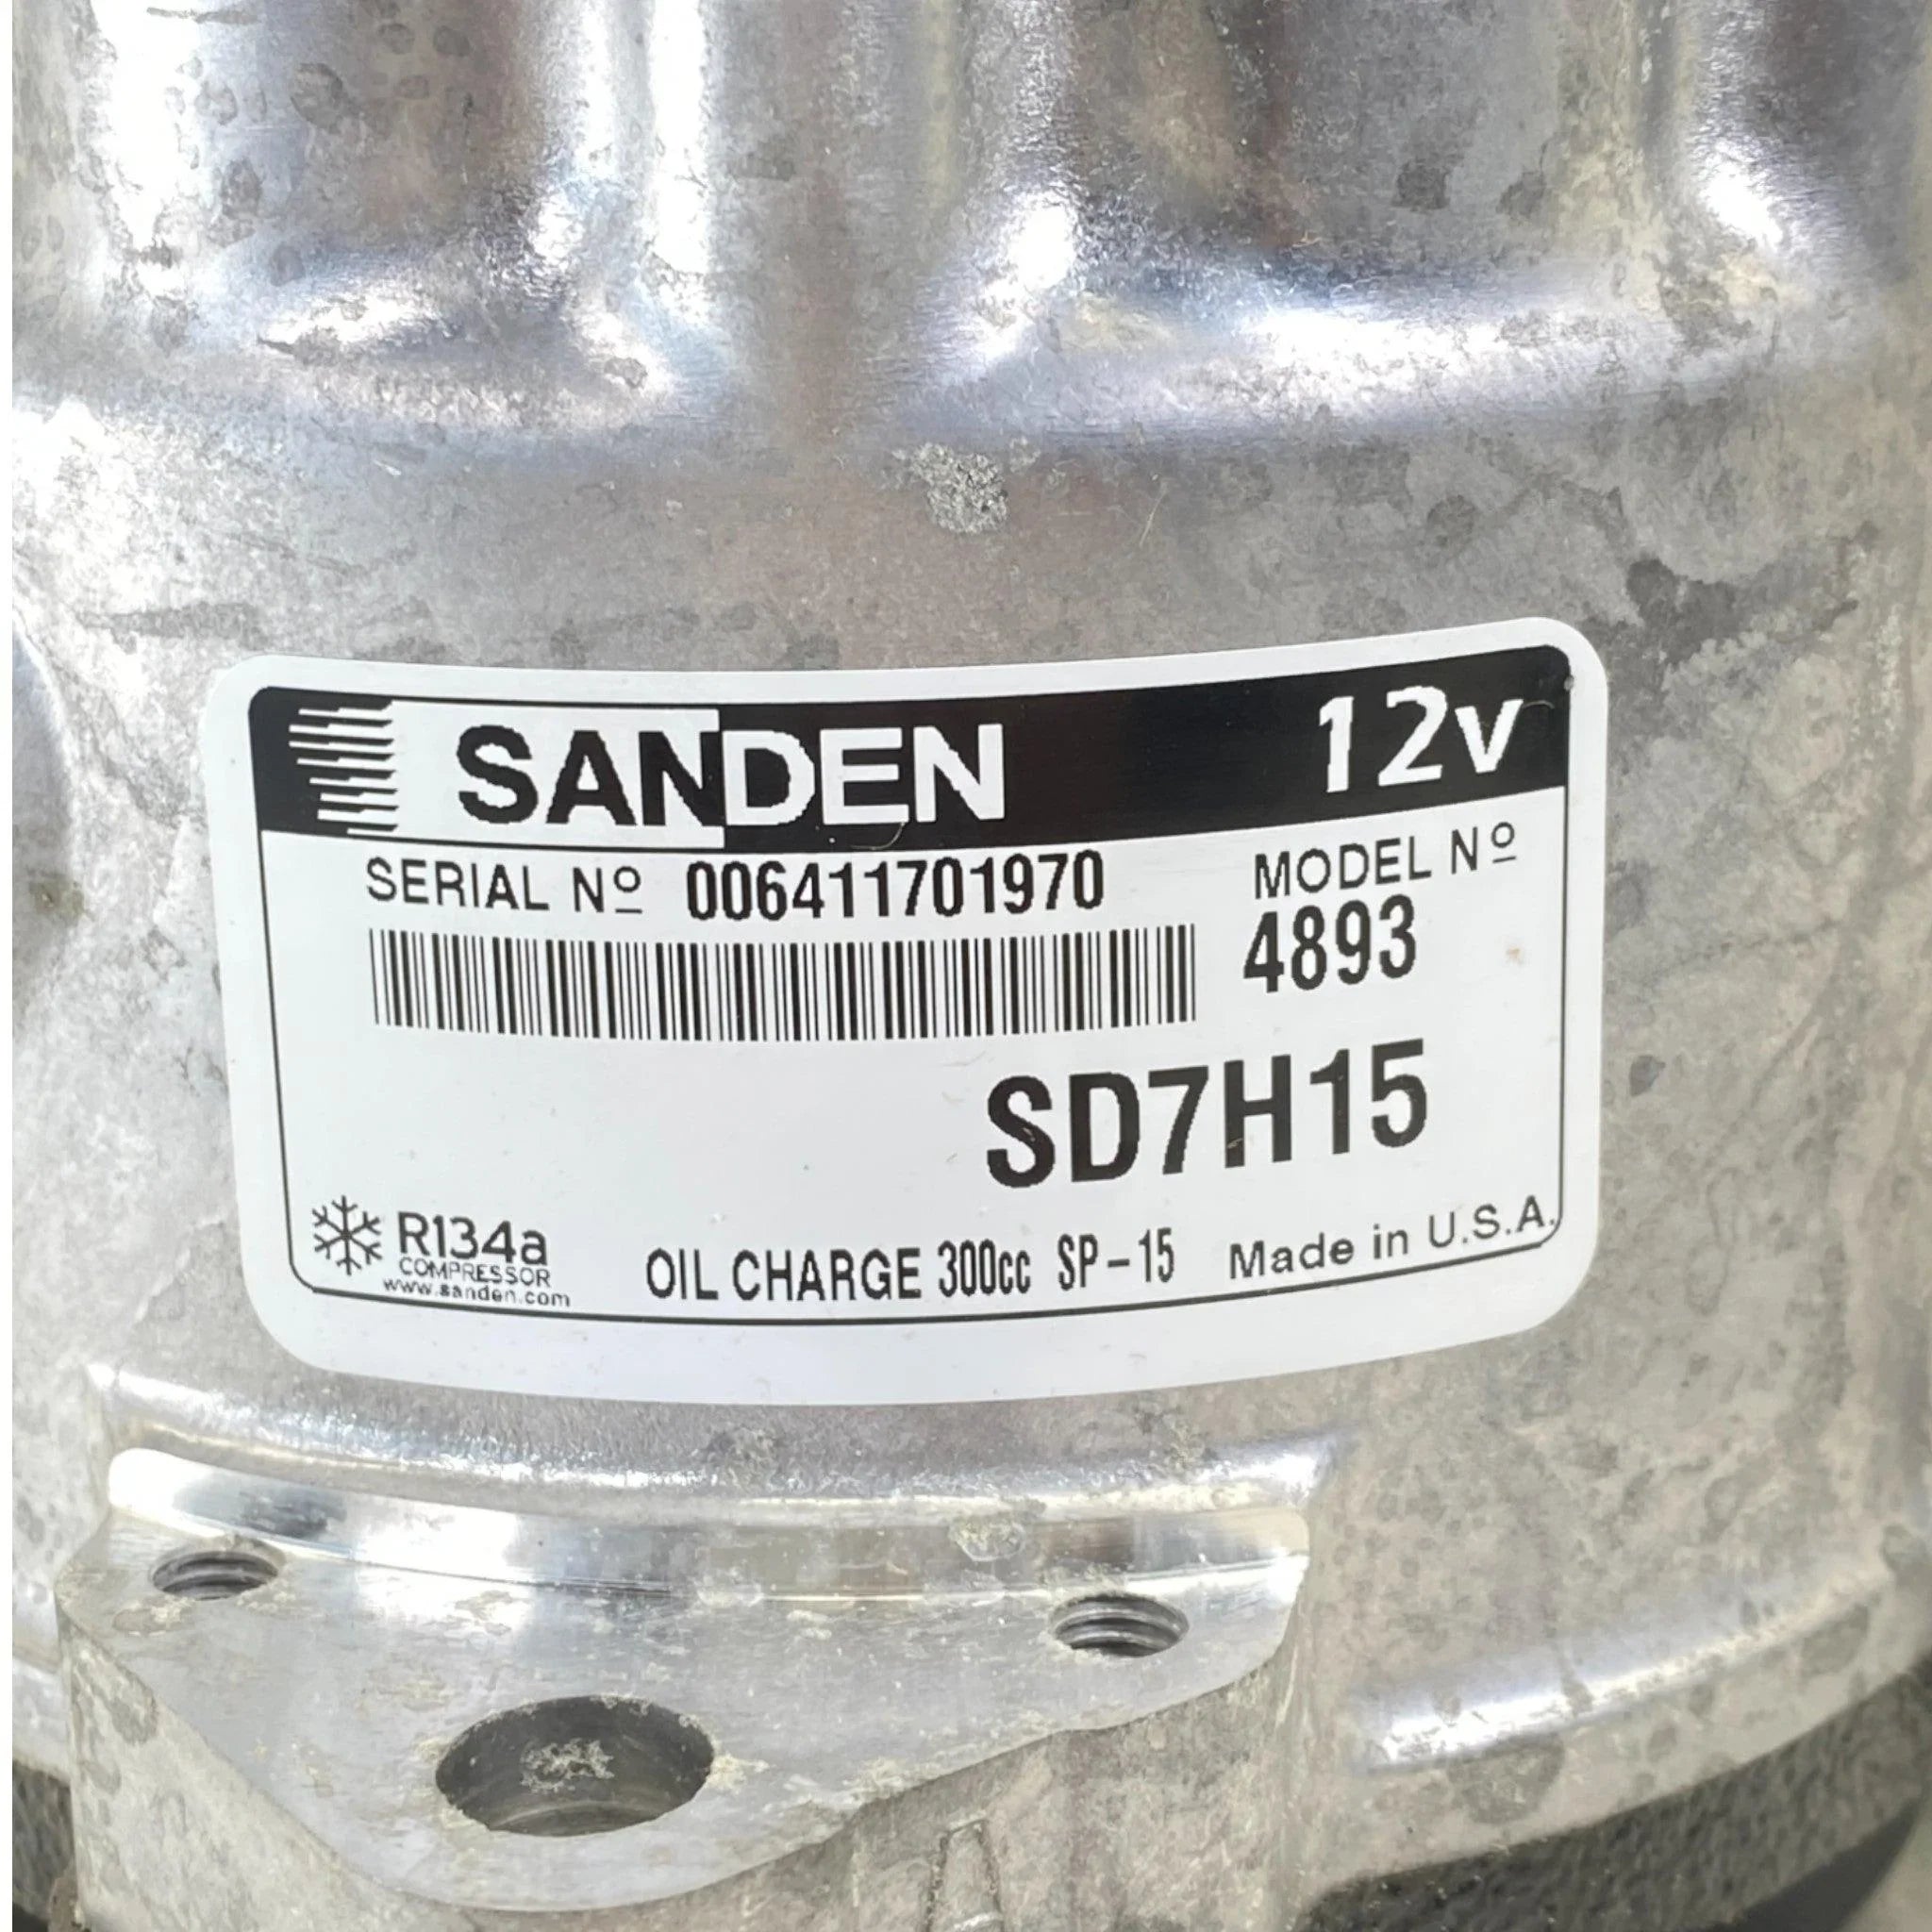 SANDEN 12v
SERIAL Nº 006411701970 MODEL Nº
4893
SD7H15
R134a
COMPRESSOR
www.sanden.com
OIL CHARGE 300cc SP-15 Made in U.S.A.